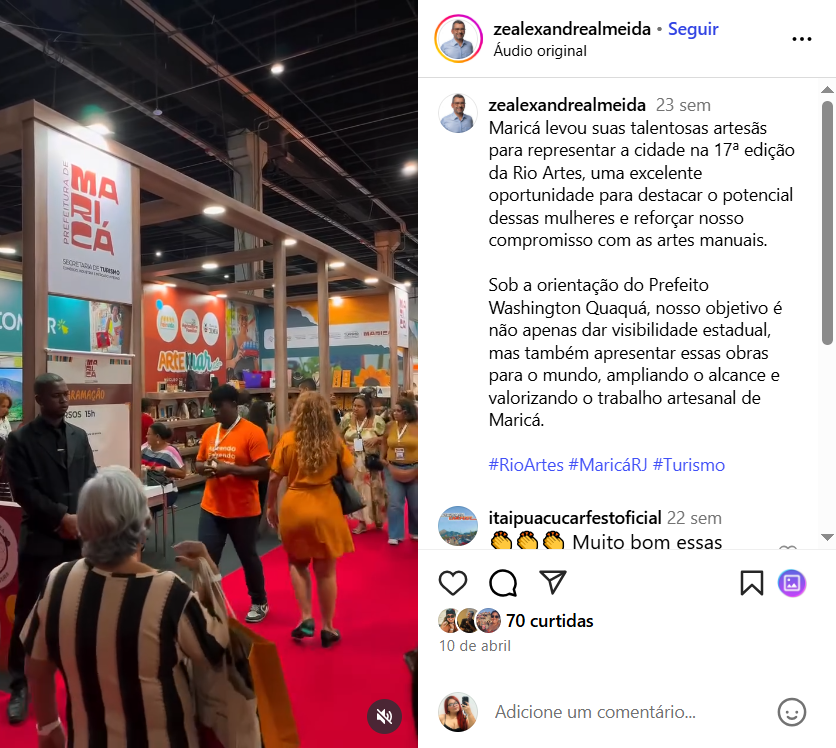 zealexandrealmeida • Seguir
Áudio original
zealexandrealmeida 23 sem
Maricá levou suas talentosas artesãs
para representar a cidade na 17ª edição
da Rio Artes, uma excelente
oportunidade para destacar o potencial
dessas mulheres e reforçar nosso
compromisso com as artes manuais.
Sob a orientação do Prefeito
Washington Quaquá, nosso objetivo é
não apenas dar visibilidade estadual,
mas também apresentar essas obras
para o mundo, ampliando o alcance e
valorizando o trabalho artesanal de
Maricá.
#RioArtes #MaricáRJ #Turismo
itaipuacucarfestoficial 22 sem
👏👏👏 Muito bom essas
70 curtidas
10 de abril
Adicione um comentário...
PREFEITURA DE
MA
RI
CÁ
SECRETARIA DE TURISMO
MARICÁ
15h